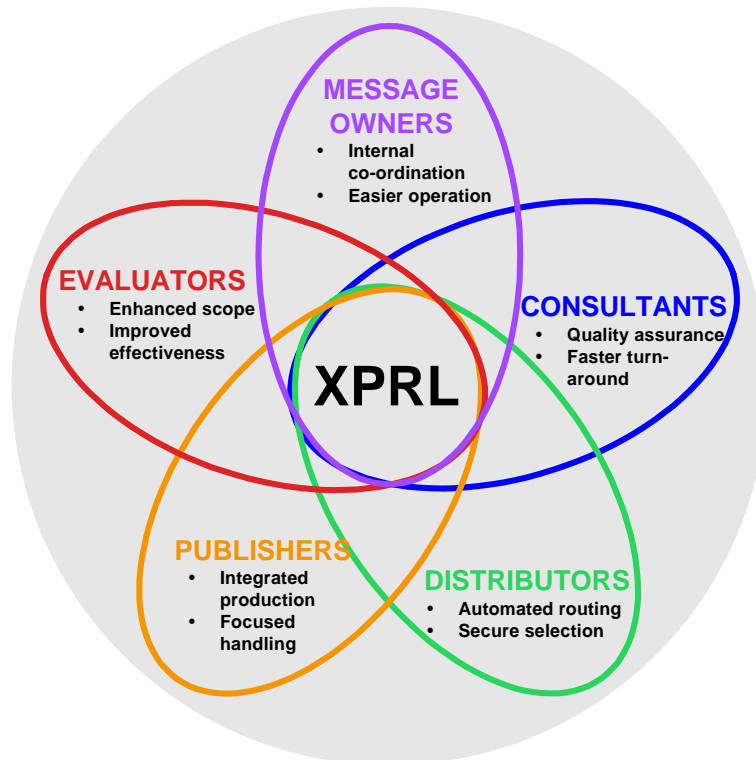 MESSAGE
OWNERS
• Internal
co-ordination
• Easier operation
EVALUATORS
• Enhanced scope
• Improved
effectiveness
CONSULTANTS
• Quality assurance
• Faster turn-
around
XPRL
PUBLISHERS
• Integrated
production
• Focused
handling
DISTRIBUTORS
• Automated routing
• Secure selection